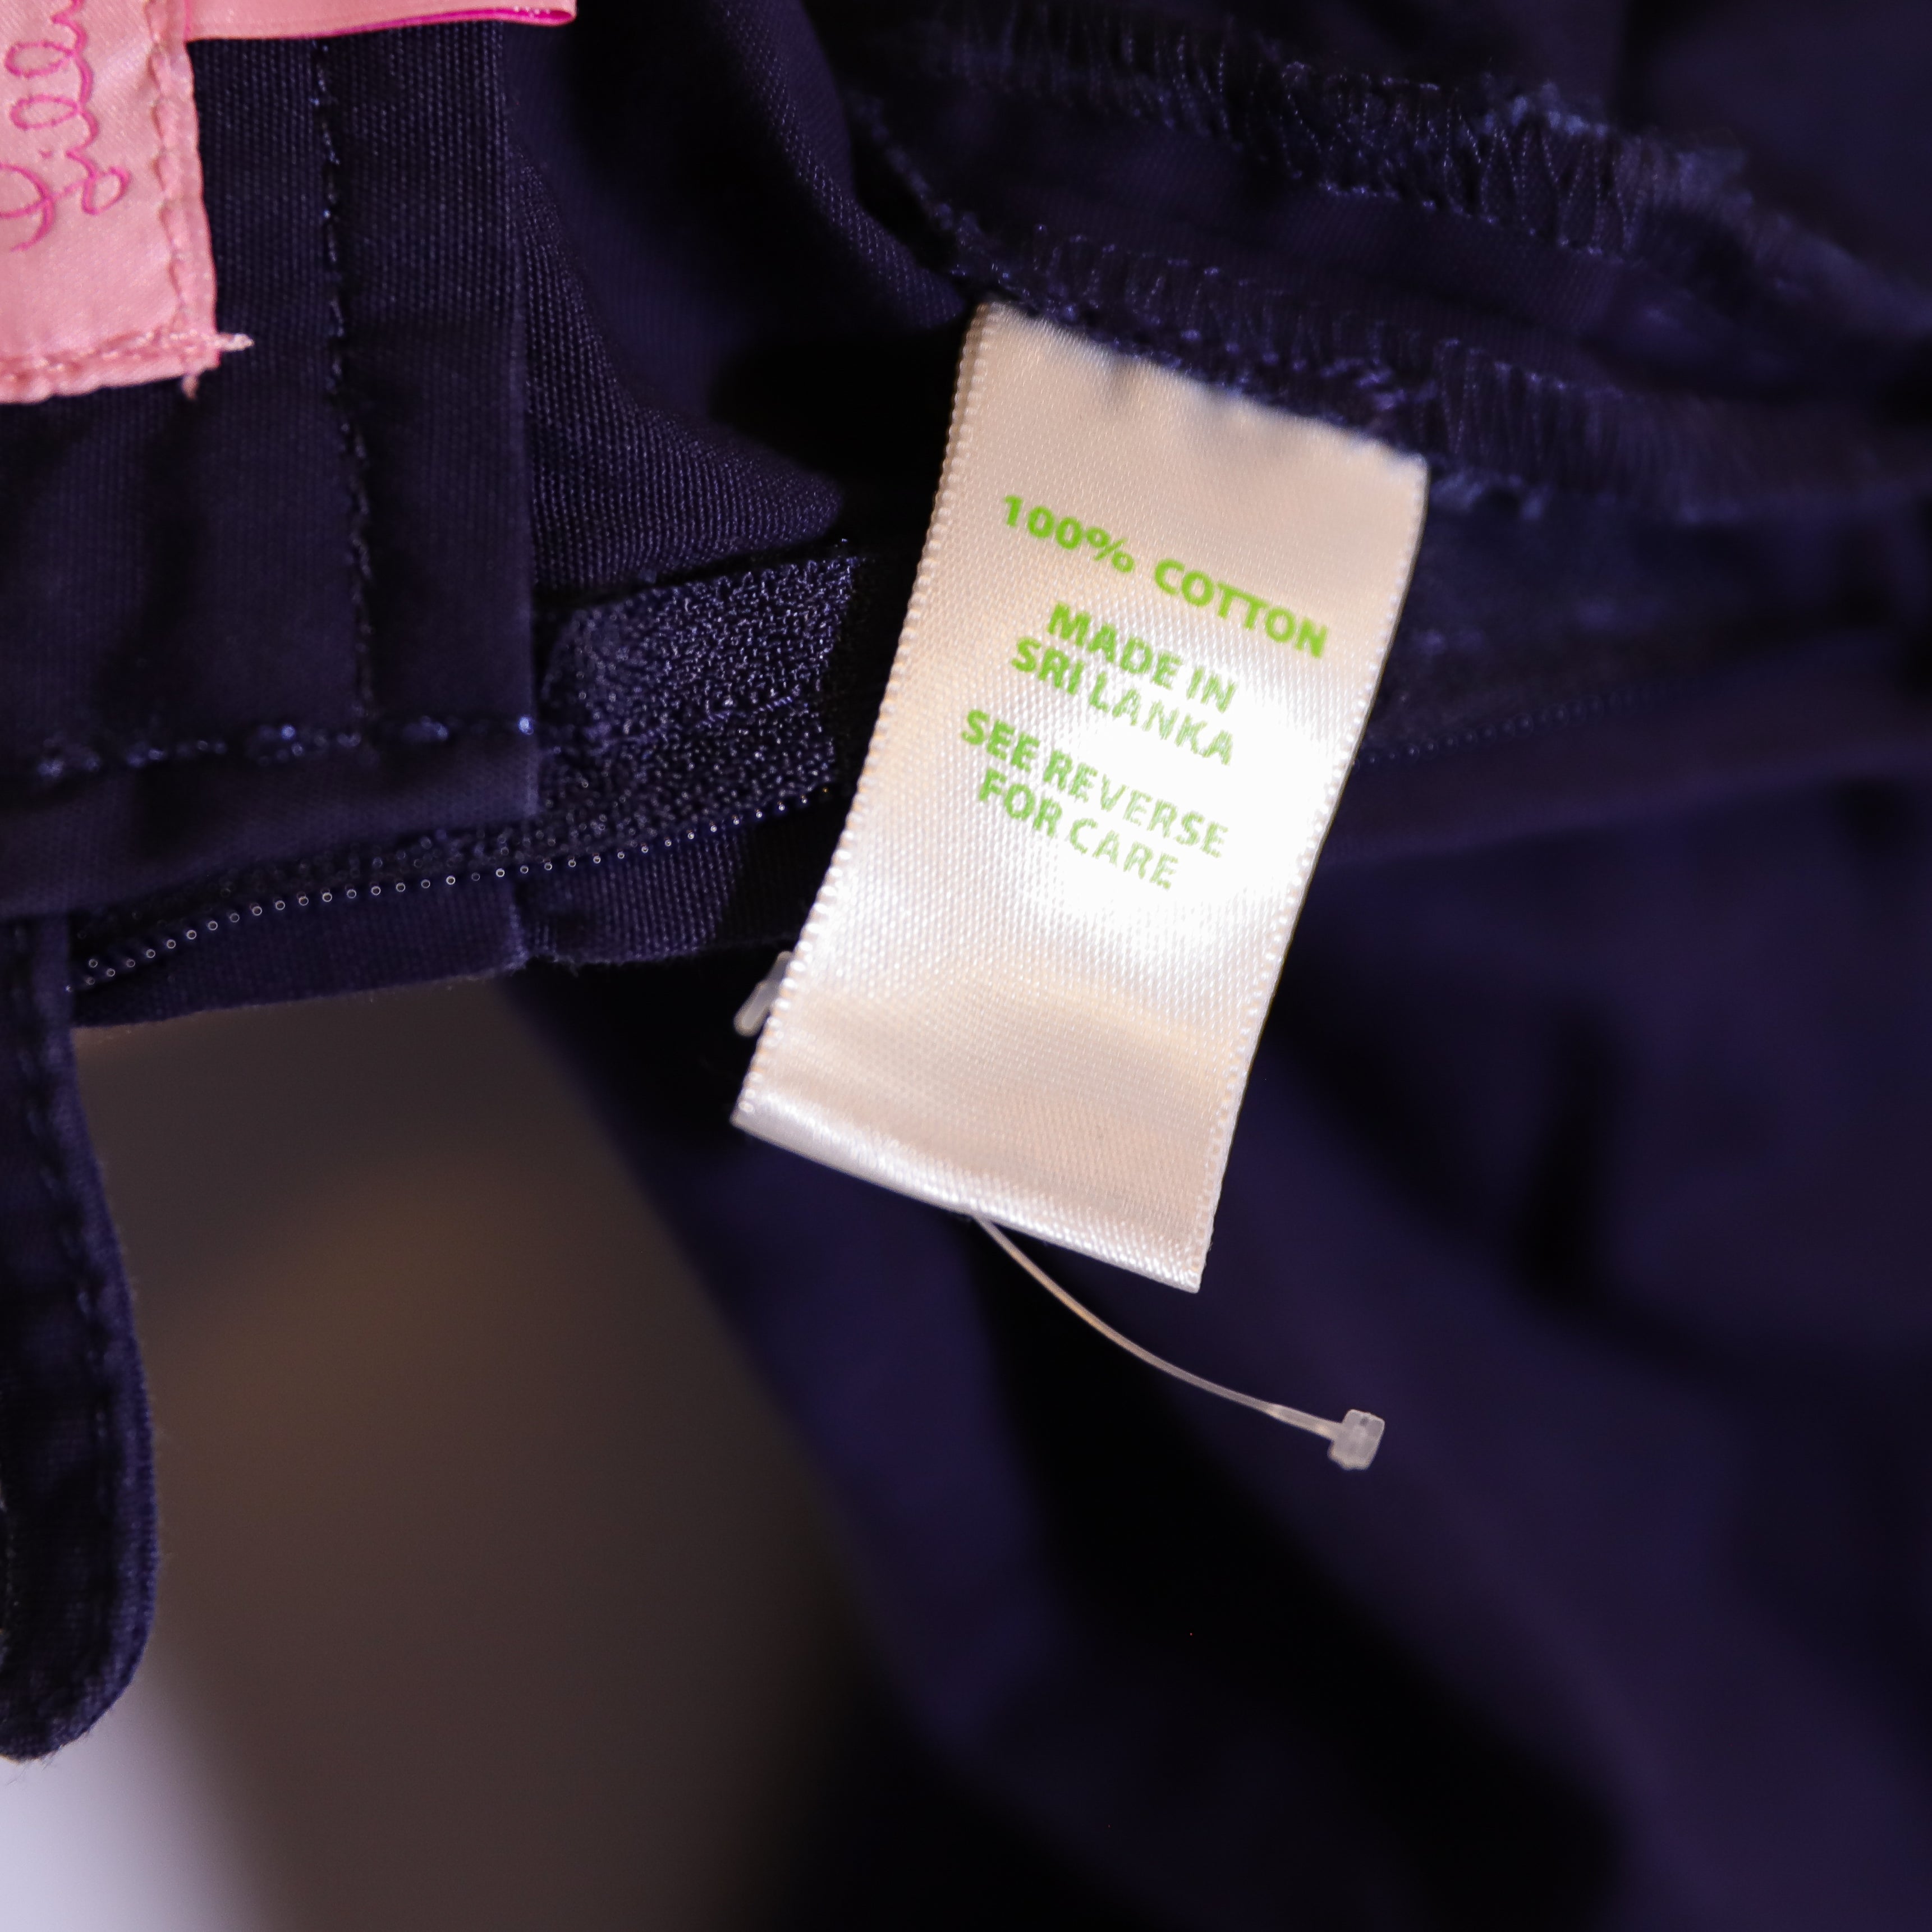 100% COTTON
MADE IN
SRI LANKA
SEE REVERSE
FOR CARE